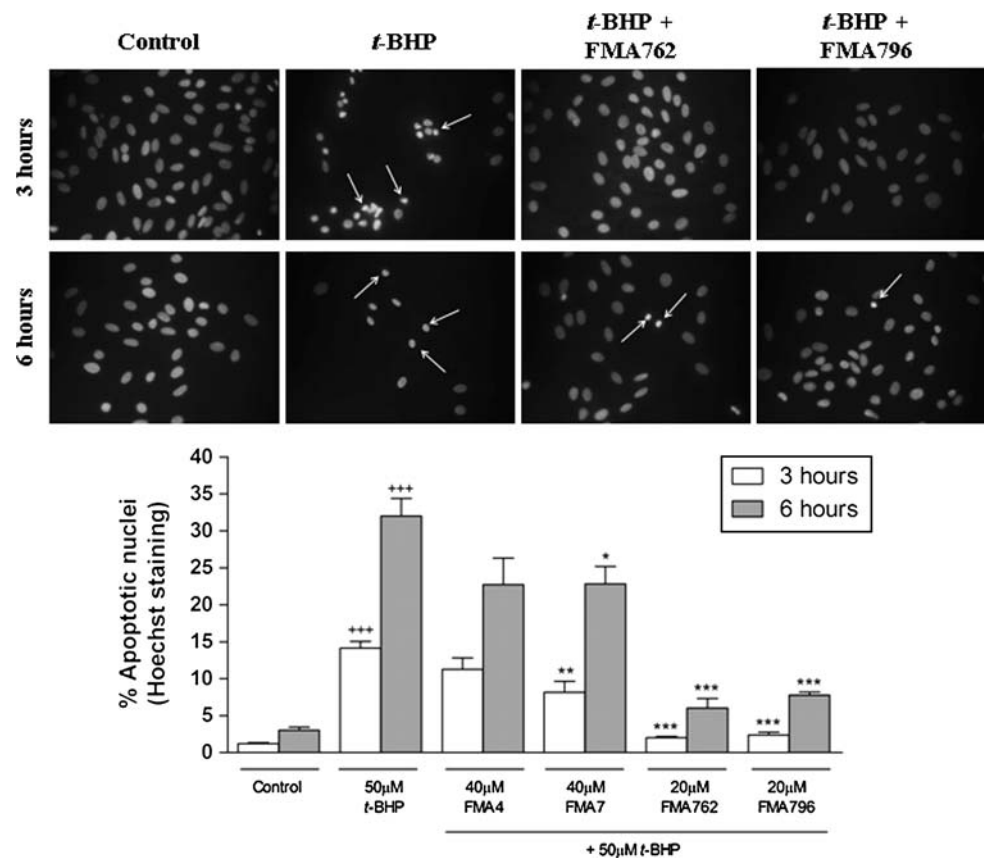 Control
t-BHP
t-BHP +
FMA762
t-BHP +
FMA796
3 hours
6 hours
% Apoptotic nuclei
(Hoechst staining)
40
35
30
25
20
15
10
5
0
3 hours
6 hours
+++
+++
**
*
***
***
***
***
Control
50µM
t-BHP
40µM
FMA4
40µM
FMA7
20µM
FMA762
20µM
FMA796
+ 50µM t-BHP